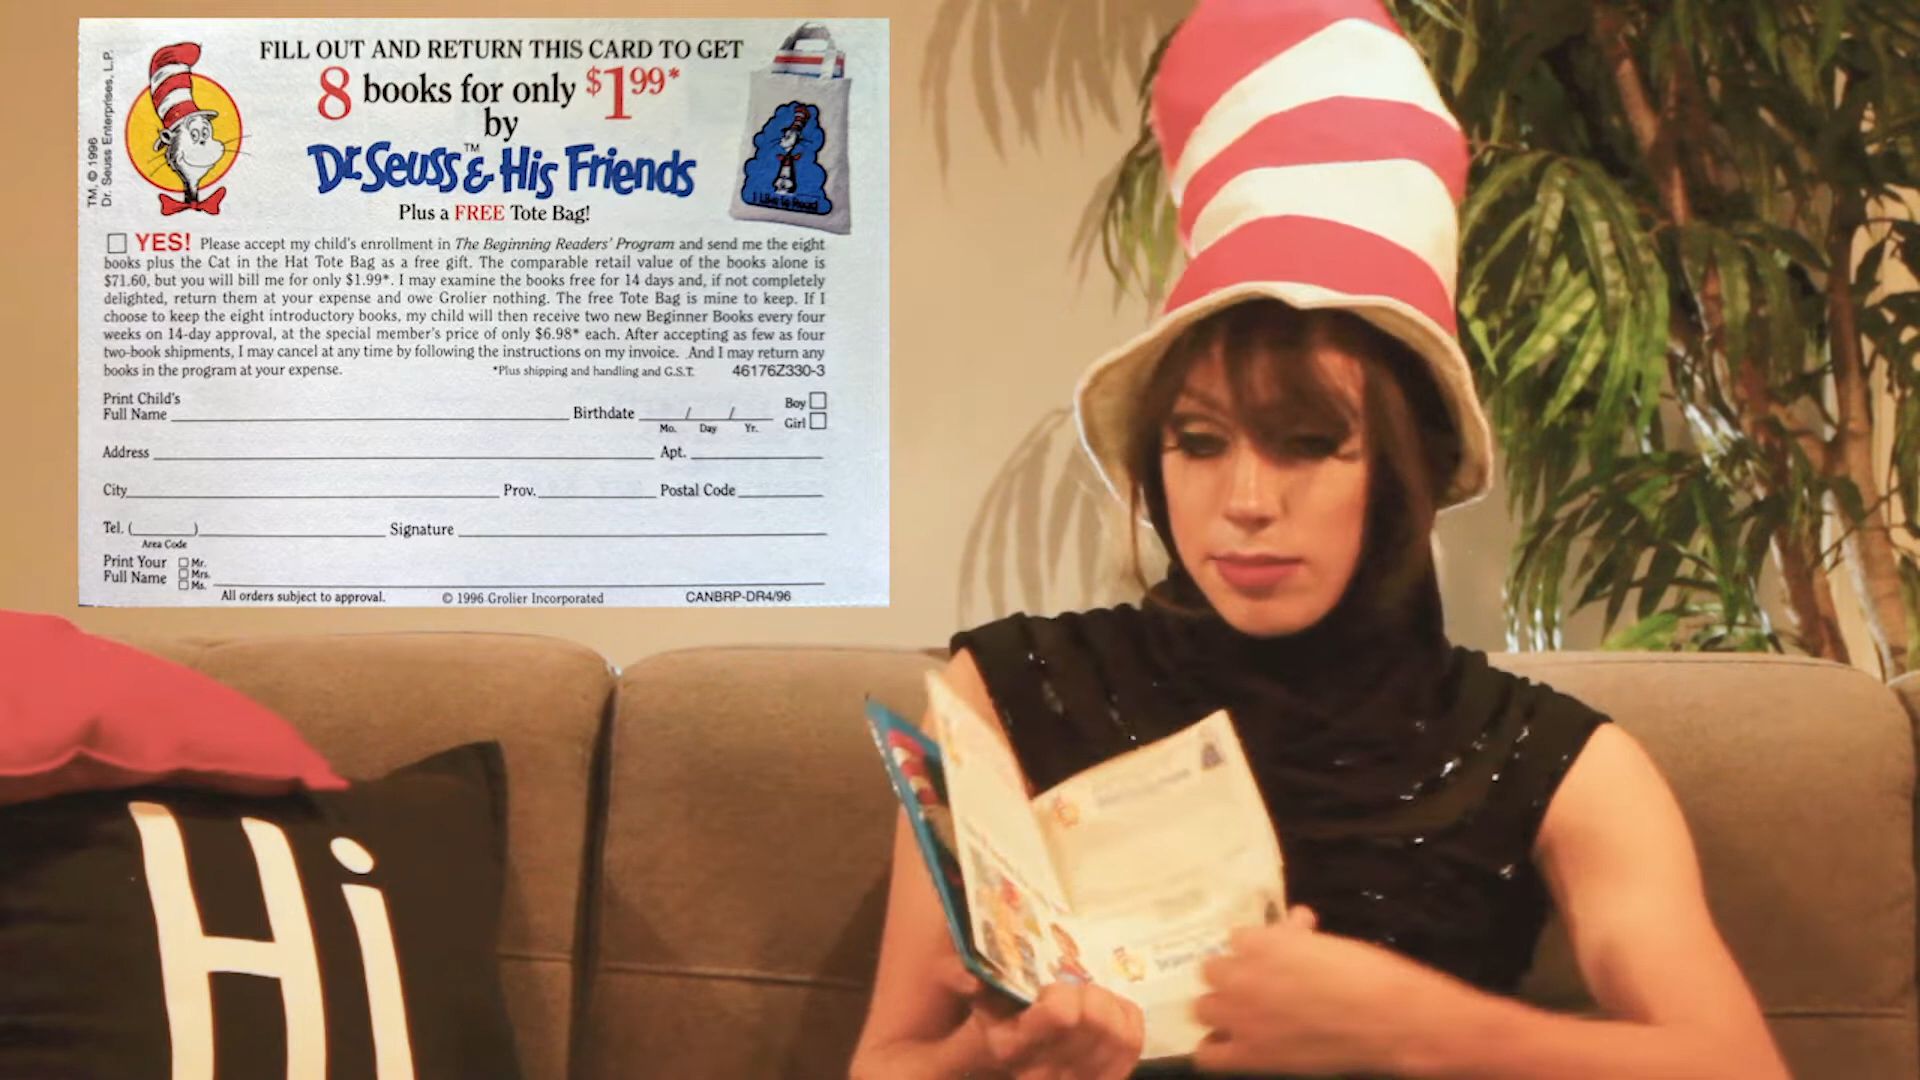 TM, © 1996
Dr. Seuss Enterprises, L.P.
FILL OUT AND RETURN THIS CARD TO GET
8 books for only $1.99*
by
Dr. Seuss™ & His Friends
Plus a FREE Tote Bag!
I Like To Read
YES! Please accept my child's enrollment in The Beginning Readers' Program and send me the eight
books plus the Cat in the Hat Tote Bag as a free gift. The comparable retail value of the books alone is
$71.60, but you will bill me for only $1.99*. I may examine the books free for 14 days and, if not completely
delighted, return them at your expense and owe Grolier nothing. The free Tote Bag is mine to keep. If I
choose to keep the eight introductory books, my child will then receive two new Beginner Books every four
weeks on 14-day approval, at the special member's price of only $6.98* each. After accepting as few as four
two-book shipments, I may cancel at any time by following the instructions on my invoice. And I may return any
books in the program at your expense. *Plus shipping and handling and G.S.T. 46176Z330-3
Print Child's
Full Name Birthdate / / Boy
Mo. Day Yr. Girl
Address Apt.
City Prov. Postal Code
Tel. ( ) Signature
Area Code
Print Your Mr.
Full Name Mrs.
Ms.
All orders subject to approval. © 1996 Grolier Incorporated CANBRP-DR4/96
Hi